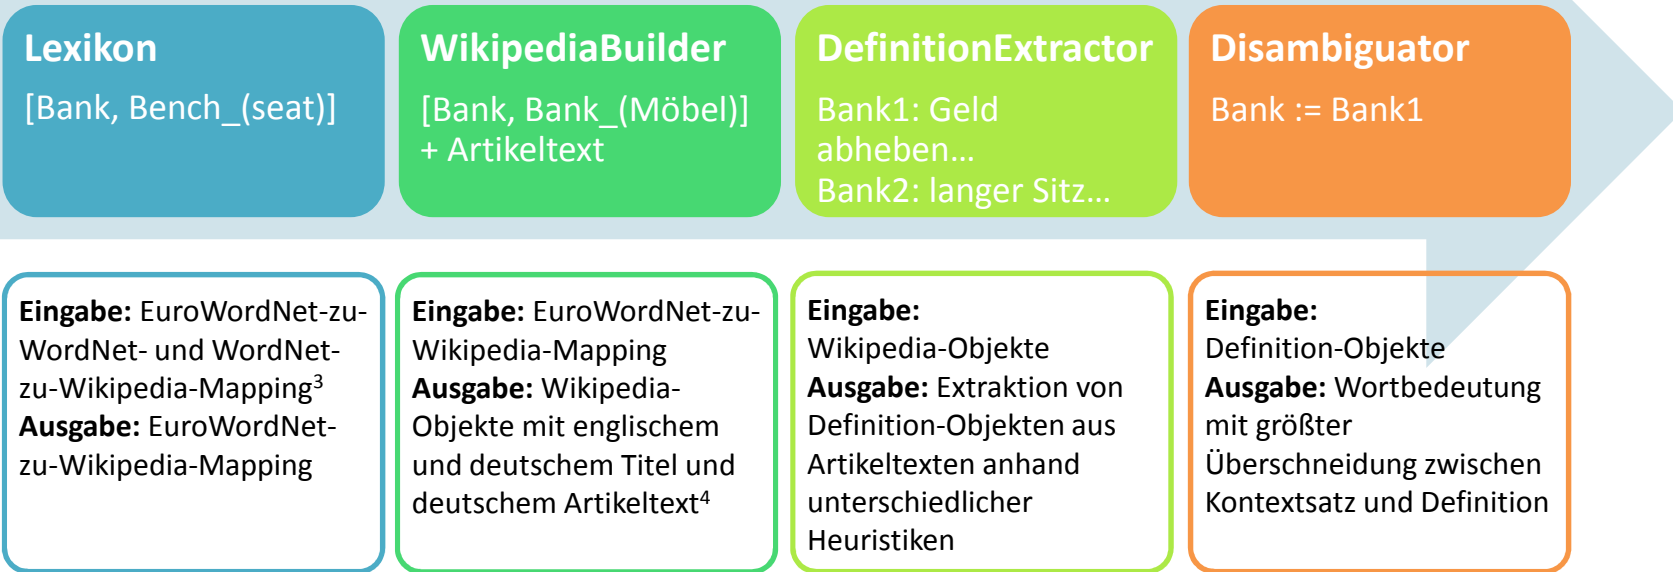 Lexikon
[Bank, Bench_(seat)]
WikipediaBuilder
[Bank, Bank_(Möbel)]
+ Artikeltext
DefinitionExtractor
Bank1: Geld
abheben…
Bank2: langer Sitz…
Disambiguator
Bank := Bank1
Eingabe: EuroWordNet-zu-
WordNet- und WordNet-
zu-Wikipedia-Mapping³
Ausgabe: EuroWordNet-
zu-Wikipedia-Mapping
Eingabe: EuroWordNet-zu-
Wikipedia-Mapping
Ausgabe: Wikipedia-
Objekte mit englischem
und deutschem Titel und
deutschem Artikeltext⁴
Eingabe:
Wikipedia-Objekte
Ausgabe: Extraktion von
Definition-Objekten aus
Artikeltexten anhand
unterschiedlicher
Heuristiken
Eingabe:
Definition-Objekte
Ausgabe: Wortbedeutung
mit größter
Überschneidung zwischen
Kontextsatz und Definition